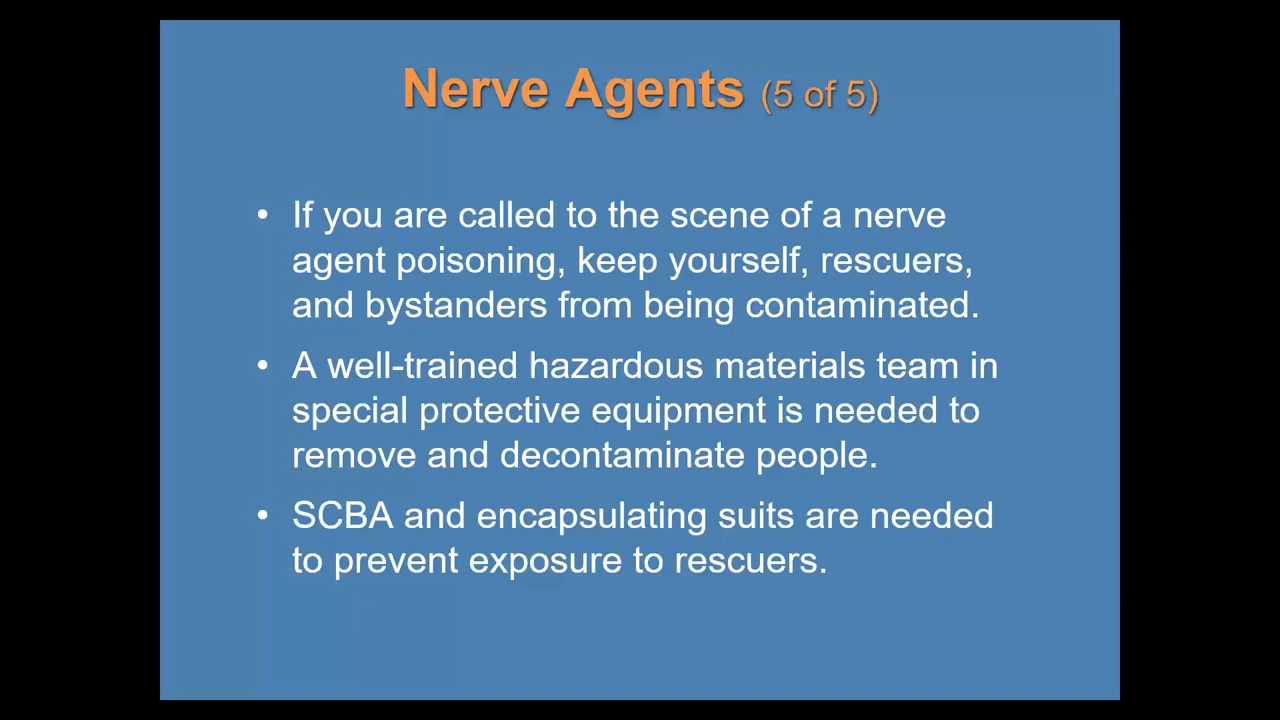 Nerve Agents (5 of 5)
• If you are called to the scene of a nerve
agent poisoning, keep yourself, rescuers,
and bystanders from being contaminated.
• A well-trained hazardous materials team in
special protective equipment is needed to
remove and decontaminate people.
• SCBA and encapsulating suits are needed
to prevent exposure to rescuers.